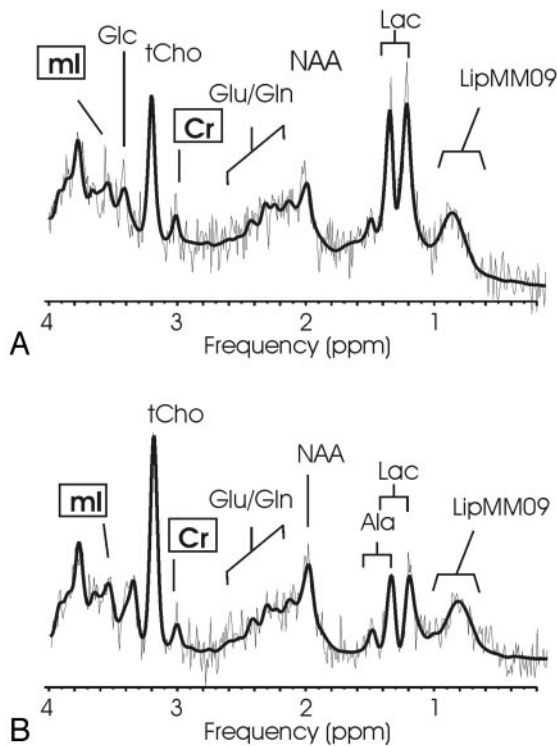 Glc
Lac
mI
tCho
NAA
LipMM09
Glu/Gln
Cr
4 3 2 1
A
Frequency (ppm)
tCho
NAA
Lac
mI
Glu/Gln
LipMM09
Cr
Ala
4 3 2 1
B
Frequency (ppm)